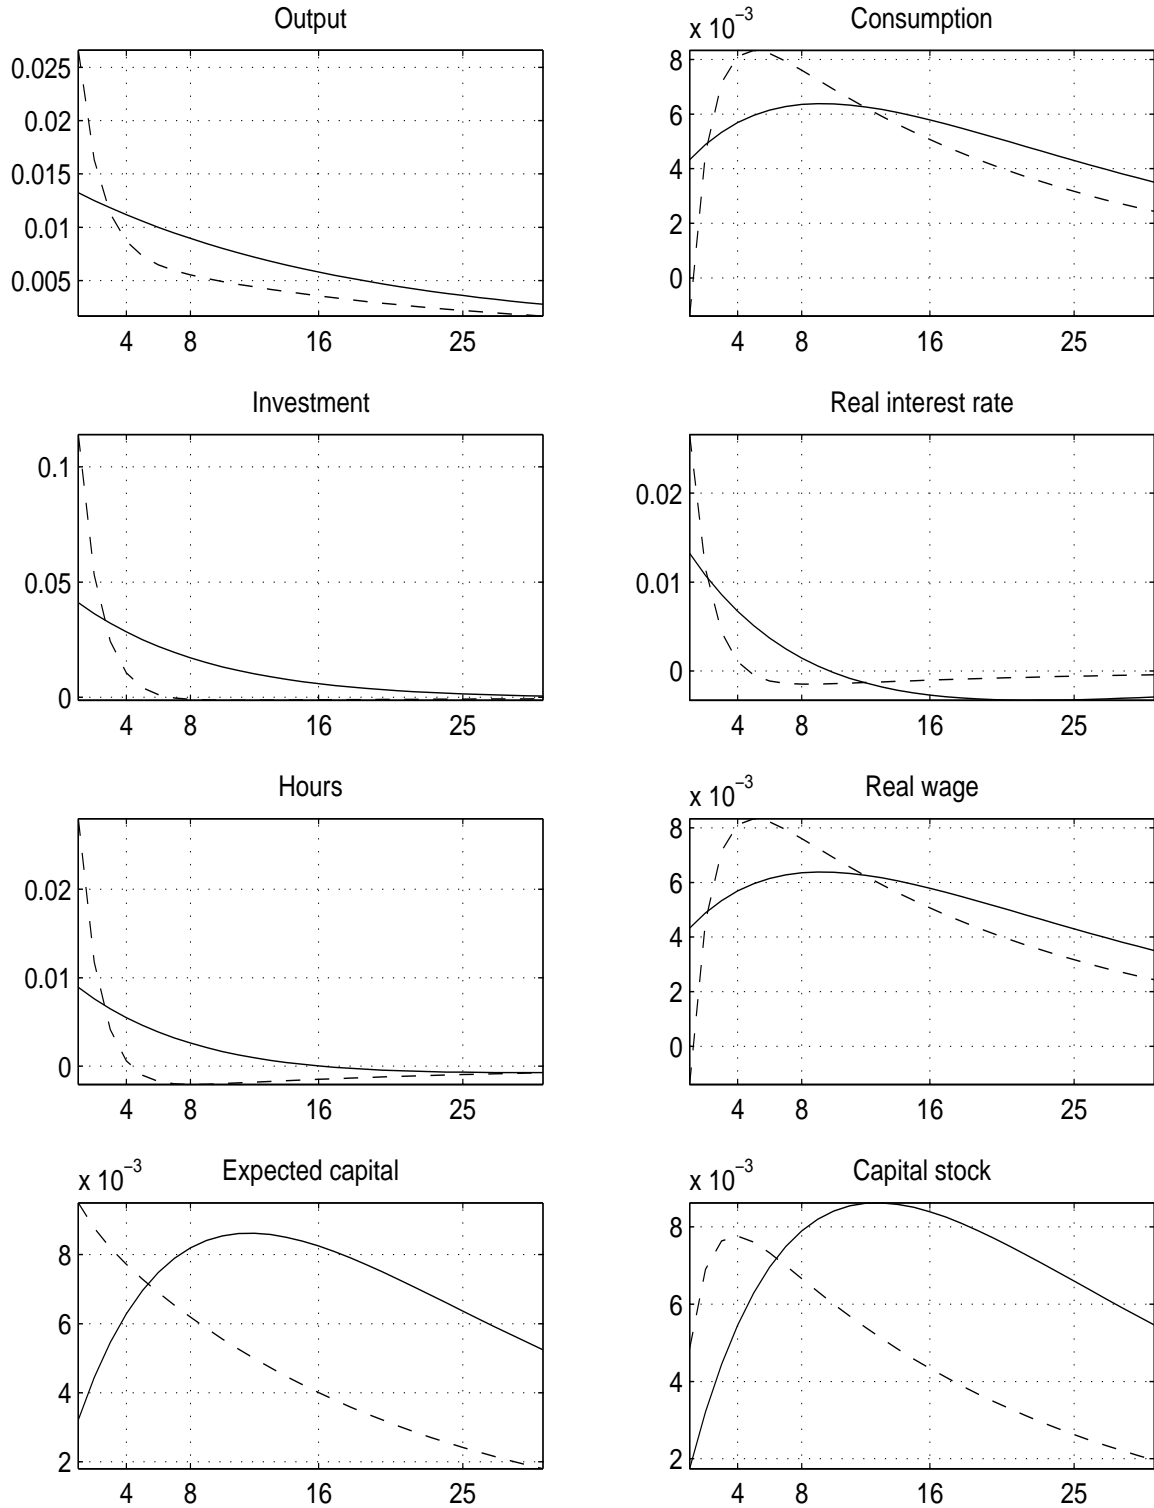 Output
0.025
0.02
0.015
0.01
0.005
4 8 16 25
Consumption
x 10−3
8
6
4
2
0
4 8 16 25
Investment
0.1
0.05
0
4 8 16 25
Real interest rate
0.02
0.01
0
4 8 16 25
Hours
0.02
0.01
0
4 8 16 25
Real wage
x 10−3
8
6
4
2
0
4 8 16 25
Expected capital
x 10−3
8
6
4
2
4 8 16 25
Capital stock
x 10−3
8
6
4
2
4 8 16 25